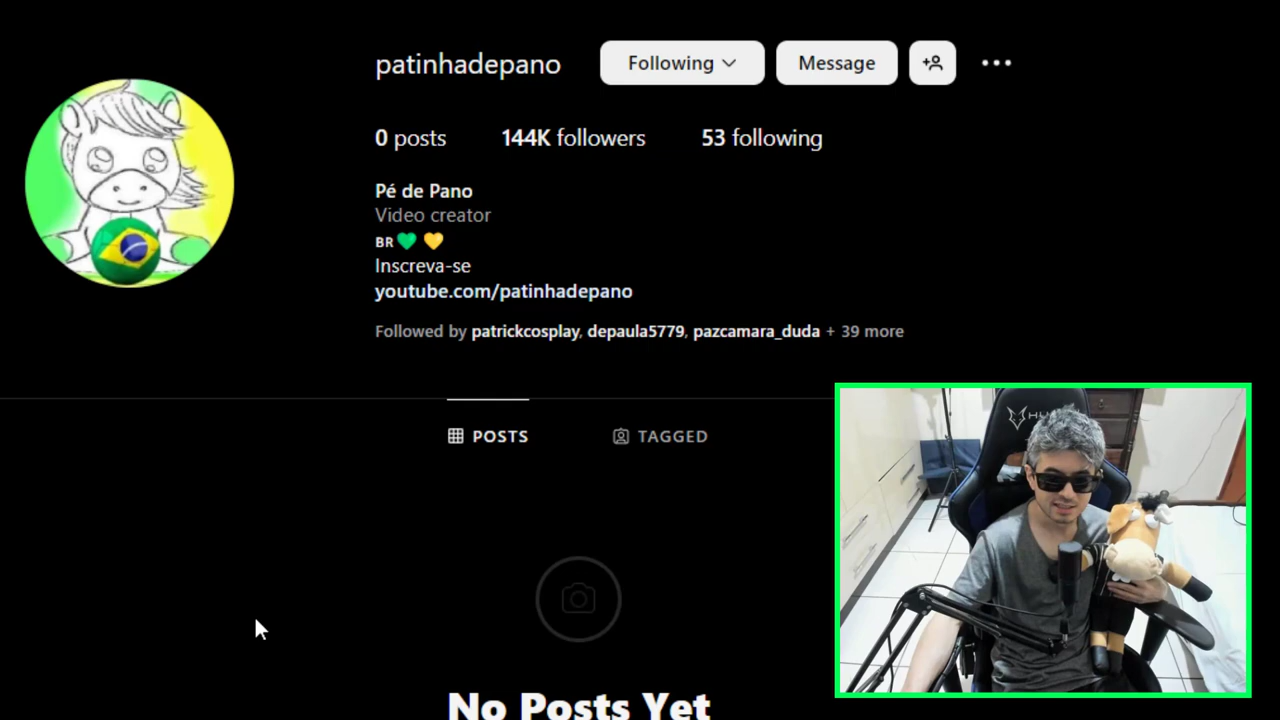 patinhadepano Following Message
0 posts 144K followers 53 following
Pé de Pano
Video creator
BR💚 💛
Inscreva-se
youtube.com/patinhadepano
Followed by patrickcosplay, depaula5779, pazcamara_duda + 39 more
POSTS TAGGED
No Posts Yet